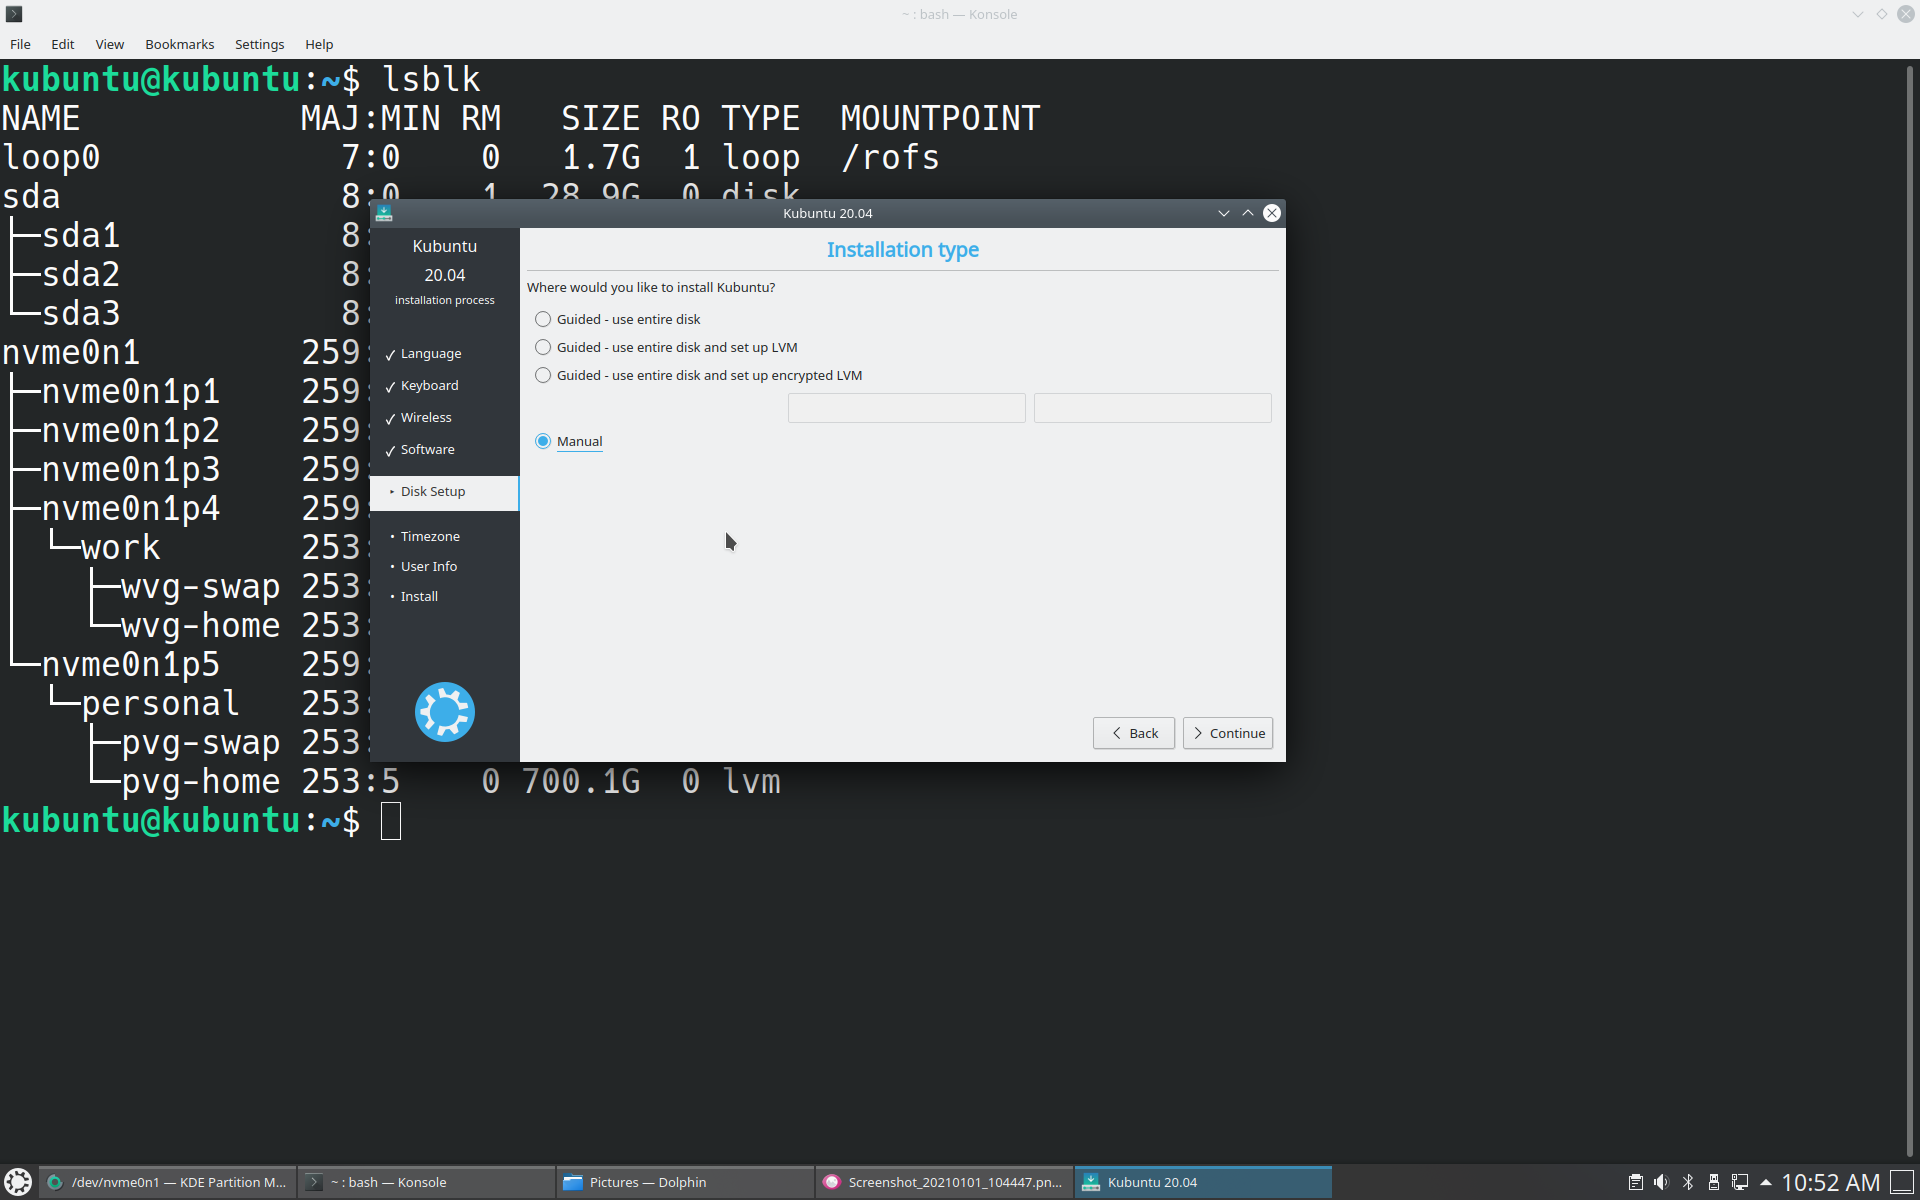 ~ : bash — Konsole
File Edit View Bookmarks Settings Help
kubuntu@kubuntu:~$ lsblk
NAME MAJ:MIN RM SIZE RO TYPE MOUNTPOINT
loop0 7:0 0 1.7G 1 loop /rofs
sda 8:0 1 28.9G 0 disk
├─sda1 8:
├─sda2 8:
└─sda3 8:
nvme0n1 259:
├─nvme0n1p1 259:
├─nvme0n1p2 259:
├─nvme0n1p3 259:
├─nvme0n1p4 259:
└─work 253:
├─wvg-swap 253:
└─wvg-home 253:
└─nvme0n1p5 259:
└─personal 253:
├─pvg-swap 253:
└─pvg-home 253:5 0 700.1G 0 lvm
kubuntu@kubuntu:~$
Kubuntu 20.04
Kubuntu
20.04
installation process
✓ Language
✓ Keyboard
✓ Wireless
✓ Software
▸ Disk Setup
• Timezone
• User Info
• Install
Installation type
Where would you like to install Kubuntu?
Guided - use entire disk
Guided - use entire disk and set up LVM
Guided - use entire disk and set up encrypted LVM
Manual
Back
Continue
/dev/nvme0n1 — KDE Partition M...
~ : bash — Konsole
Pictures — Dolphin
Screenshot_20210101_104447.pn...
Kubuntu 20.04
10:52 AM